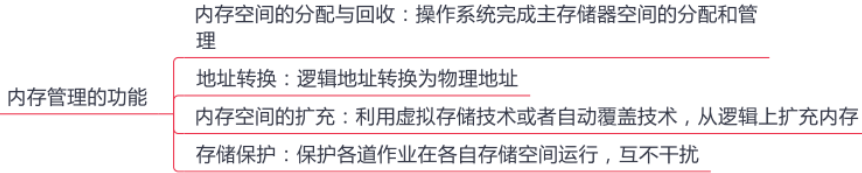 内存空间的分配与回收：操作系统完成主存储器空间的分配和管
理
地址转换：逻辑地址转换为物理地址
内存管理的功能
内存空间的扩充：利用虚拟存储技术或者自动覆盖技术，从逻辑上扩充内存
存储保护：保护各道作业在各自存储空间运行，互不干扰